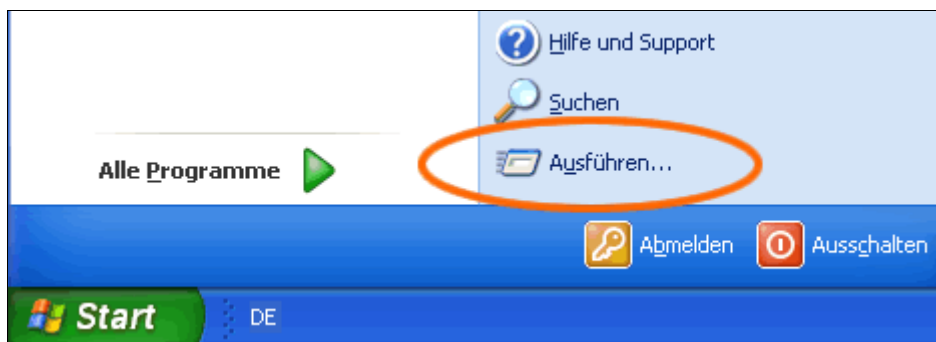 Hilfe und Support
Suchen
Alle Programme
Ausführen...
Abmelden
Ausschalten
Start
DE